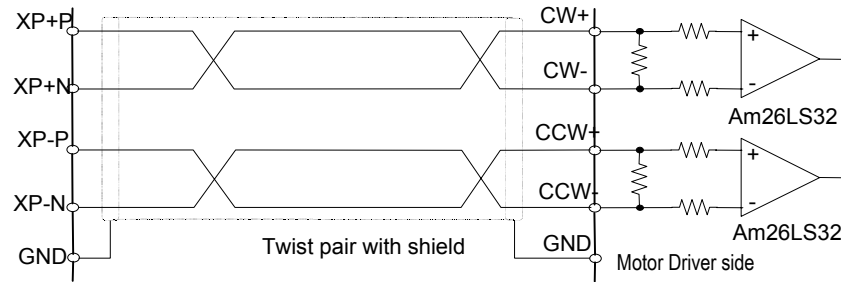 XP+P
CW+
+
XP+N
CW-
-
Am26LS32
XP-P
CCW+
+
XP-N
CCW-
-
Am26LS32
GND
Twist pair with shield
GND
Motor Driver side